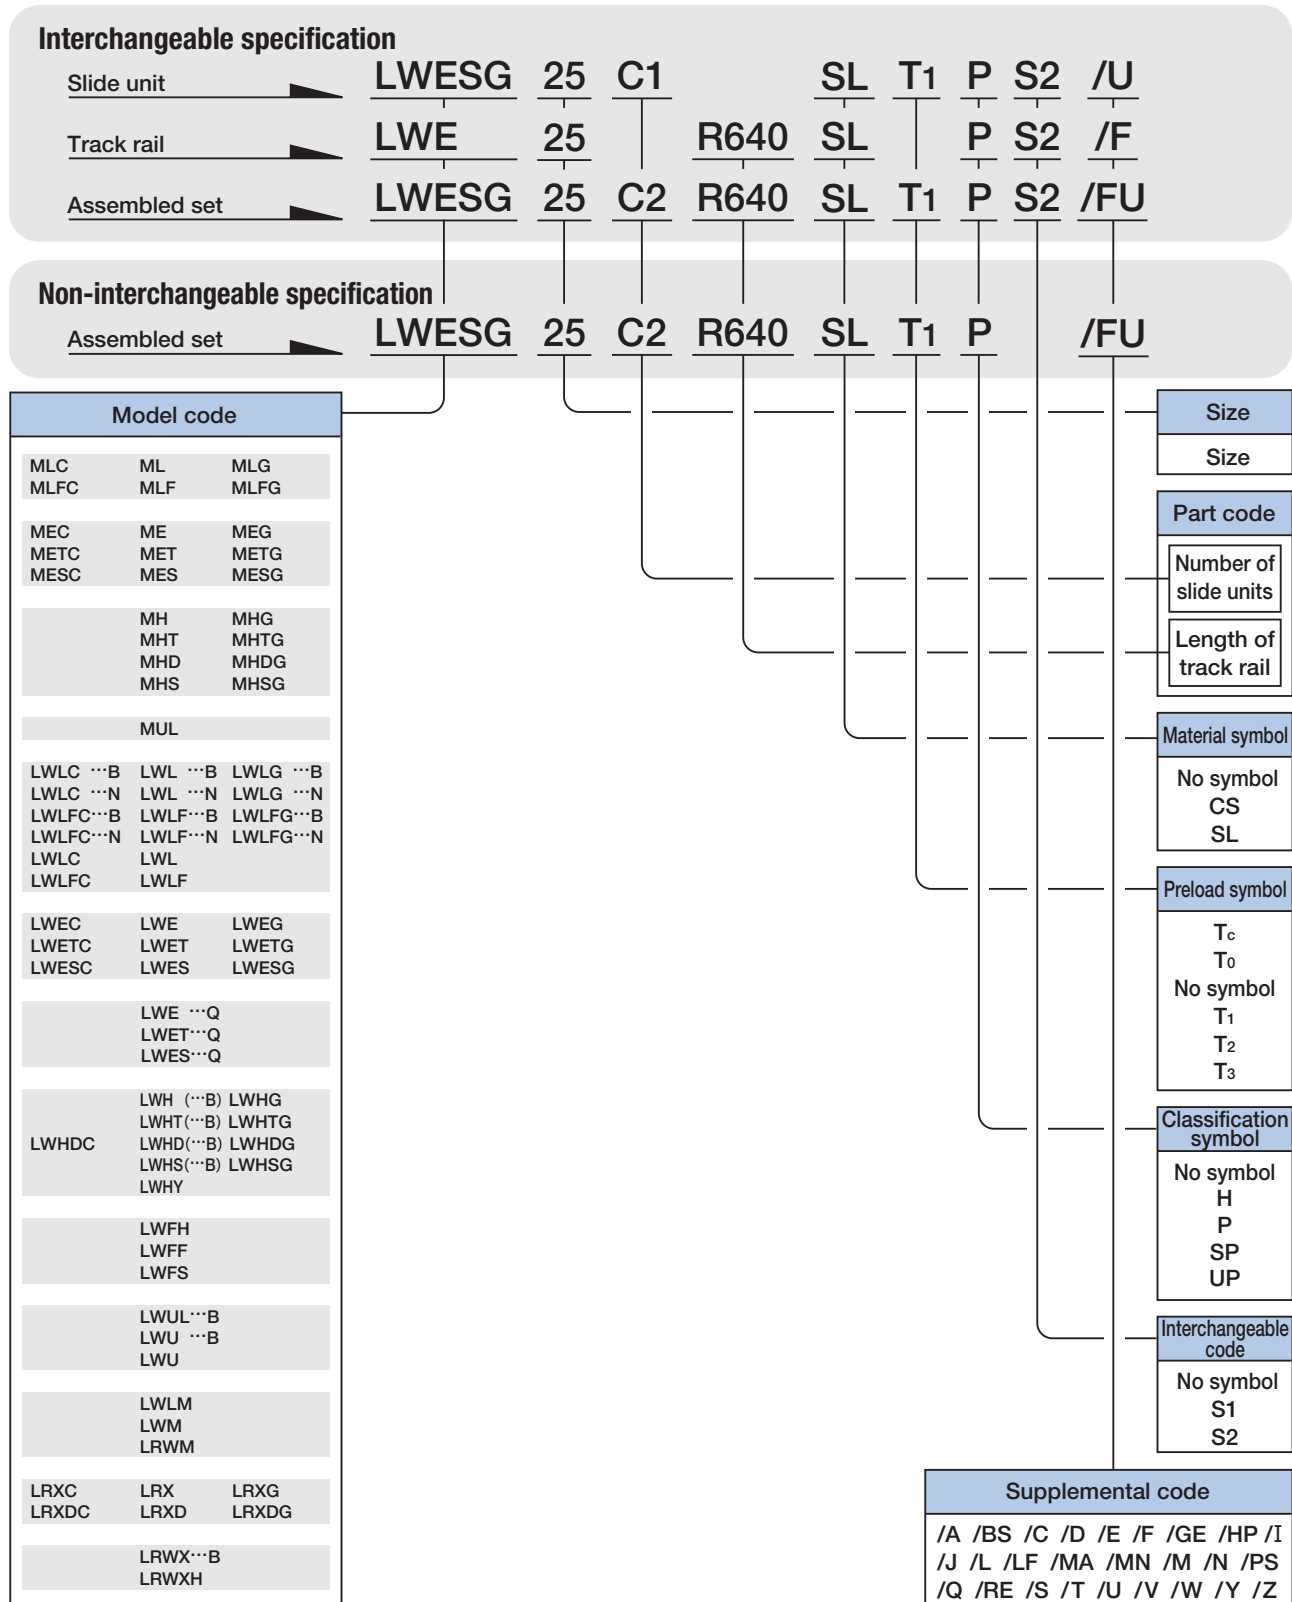 Interchangeable specification
Slide unit LWESG 25 C1 SL T1 P S2 /U
Track rail LWE 25 R640 SL P S2 /F
Assembled set LWESG 25 C2 R640 SL T1 P S2 /FU
Non-interchangeable specification
Assembled set LWESG 25 C2 R640 SL T1 P /FU
Model code
MLC ML MLG
MLFC MLF MLFG
MEC ME MEG
METC MET METG
MESC MES MESG
MH MHG
MHT MHTG
MHD MHDG
MHS MHSG
MUL
LWLC ···B LWL ···B LWLG ···B
LWLC ···N LWL ···N LWLG ···N
LWLFC···B LWLF···B LWLFG···B
LWLFC···N LWLF···N LWLFG···N
LWLC LWL
LWLFC LWLF
LWEC LWE LWEG
LWETC LWET LWETG
LWESC LWES LWESG
LWE ···Q
LWET···Q
LWES···Q
LWH (···B) LWHG
LWHT(···B) LWHTG
LWHDC LWHD(···B) LWHDG
LWHS(···B) LWHSG
LWHY
LWFH
LWFF
LWFS
LWUL···B
LWU ···B
LWU
LWLM
LWM
LRWM
LRXC LRX LRXG
LRXDC LRXD LRXDG
LRWX···B
LRWXH
Size
Size
Part code
Number of
slide units
Length of
track rail
Material symbol
No symbol
CS
SL
Preload symbol
Tc
T0
No symbol
T1
T2
T3
Classification
symbol
No symbol
H
P
SP
UP
Interchangeable
code
No symbol
S1
S2
Supplemental code
/A /BS /C /D /E /F /GE /HP /I
/J /L /LF /MA /MN /M /N /PS
/Q /RE /S /T /U /V /W /Y /Z